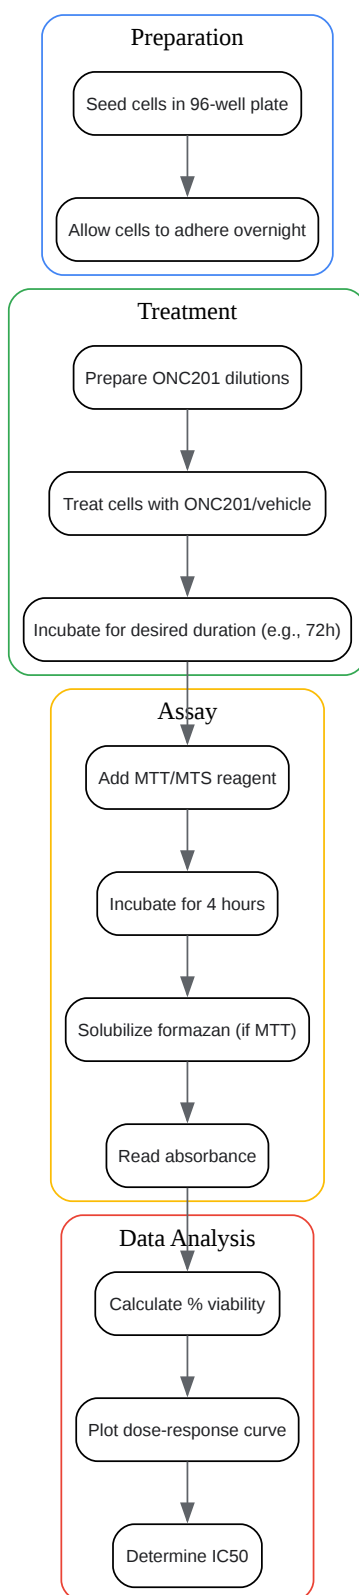 Preparation
Seed cells in 96-well plate
Allow cells to adhere overnight
Treatment
Prepare ONC201 dilutions
Treat cells with ONC201/vehicle
Incubate for desired duration (e.g., 72h)
Assay
Add MTT/MTS reagent
Incubate for 4 hours
Solubilize formazan (if MTT)
Read absorbance
Data Analysis
Calculate % viability
Plot dose-response curve
Determine IC50